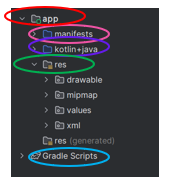 app
manifests
kotlin+java
res
drawable
mipmap
values
xml
res (generated)
Gradle Scripts